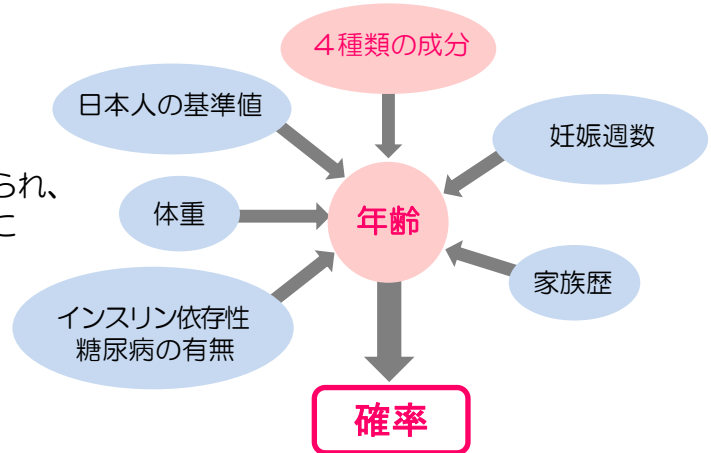 ４種類の成分
日本人の基準値
妊娠週数
られ、
体重
年齢
に
家族歴
インスリン依存性
糖尿病の有無
確率